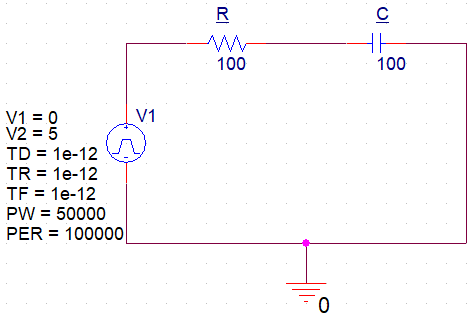 R
C
100
100
V1
V1 = 0
V2 = 5
TD = 1e-12
TR = 1e-12
TF = 1e-12
PW = 50000
PER = 100000
0